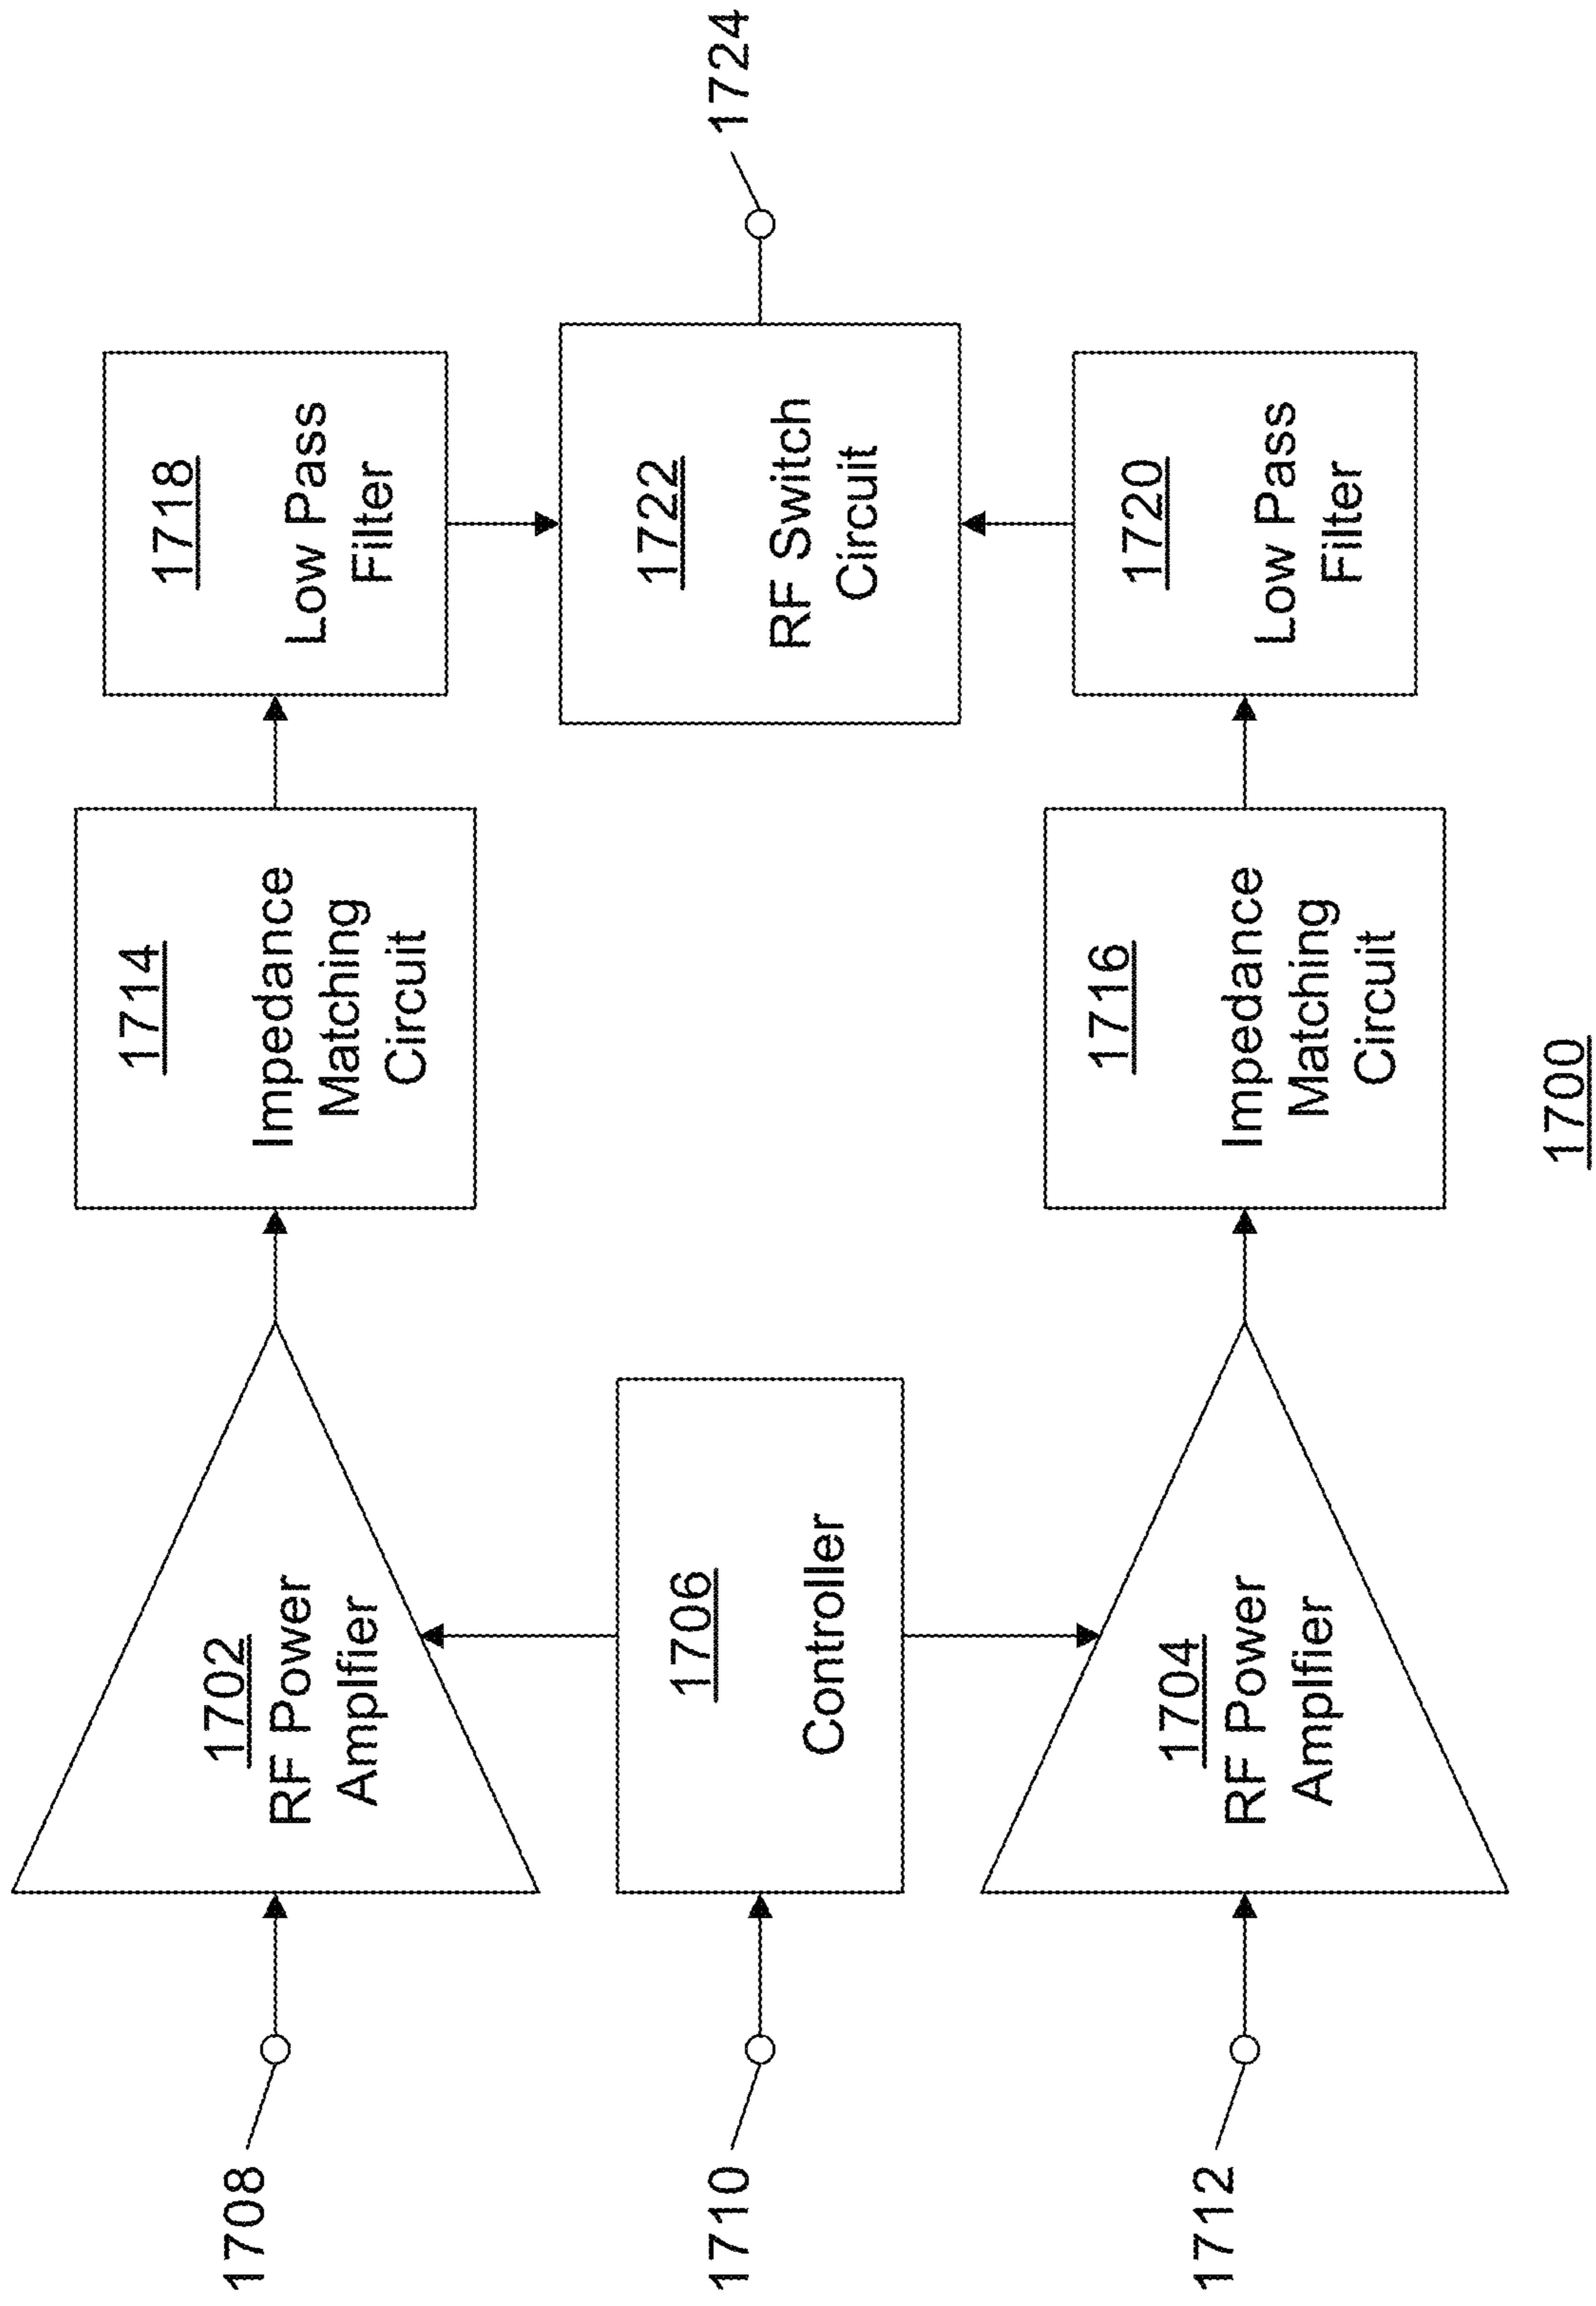 1708
1702
RF Power
Amplfier
1714
Impedance
Matching
Circuit
1718
Low Pass
Filter
1710
1706
Controller
1722
RF Switch
Circuit
1724
1712
1704
RF Power
Amplfier
1716
Impedance
Matching
Circuit
1720
Low Pass
Filter
1700